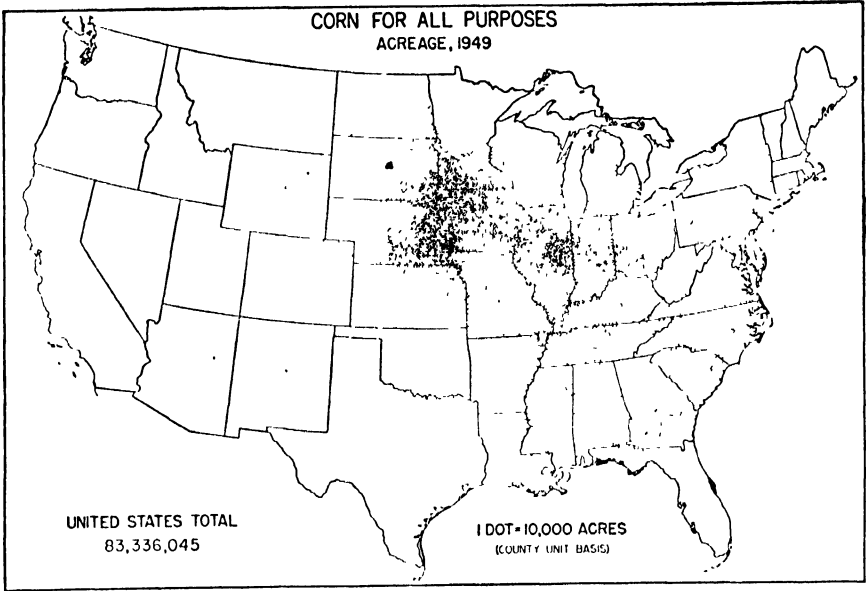 CORN FOR ALL PURPOSES
ACREAGE, 1949
UNITED STATES TOTAL
83,336,045
1 DOT=10,000 ACRES
(COUNTY UNIT BASIS)